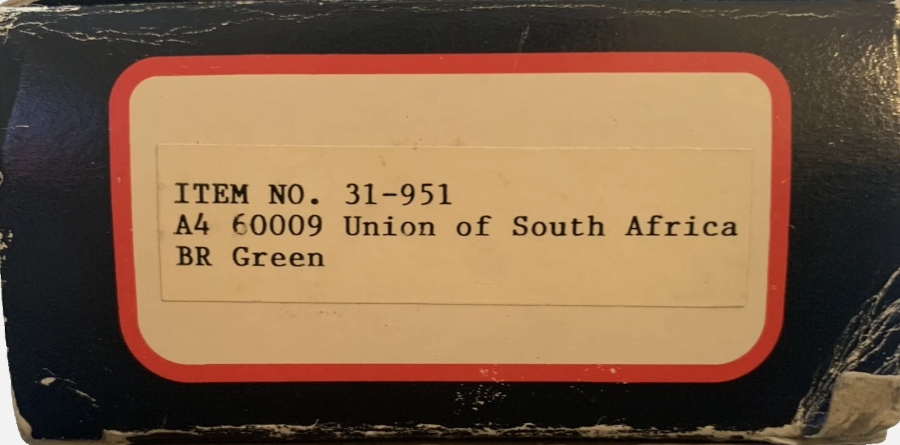 ITEM NO. 31-951
A4 60009 Union of South Africa
BR Green